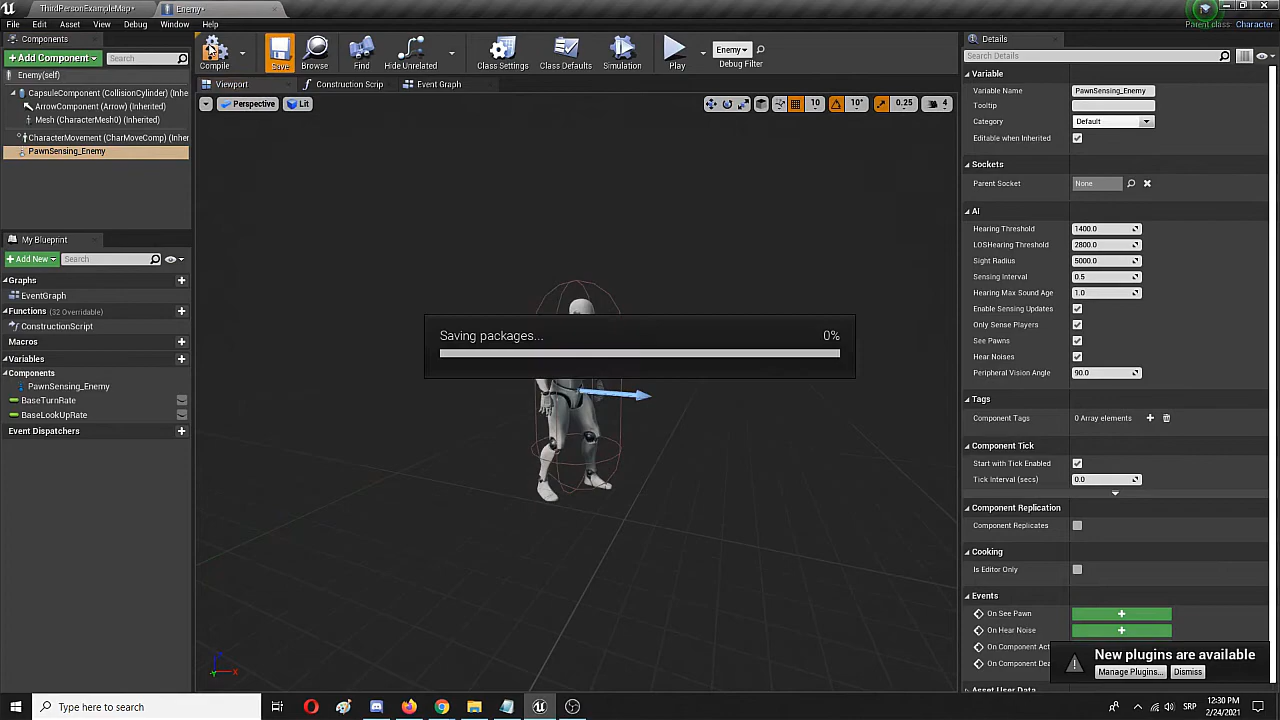 ThirdPersonExampleMap*
Enemy*
Parent class: Character
File Edit Asset View Debug Window Help
Components
+Add Component
Search
Enemy(self)
CapsuleComponent (CollisionCylinder) (Inhe
ArrowComponent (Arrow) (Inherited)
Mesh (CharacterMesh0) (Inherited)
CharacterMovement (CharMoveComp) (Inher
PawnSensing_Enemy
Compile
Save
Browse
Find
Hide Unrelated
Class Settings
Class Defaults
Simulation
Play
Enemy
Debug Filter
Viewport
Construction Script
Event Graph
Perspective
Lit
10
10°
0.25
4
My Blueprint
+Add New
Search
Graphs
EventGraph
Functions (32 Overridable)
ConstructionScript
Macros
Variables
Components
PawnSensing_Enemy
BaseTurnRate
BaseLookUpRate
Event Dispatchers
Saving packages...
0%
Details
Search Details
Variable
Variable Name PawnSensing_Enemy
Tooltip
Category Default
Editable when Inherited
Sockets
Parent Socket None
AI
Hearing Threshold 1400.0
LOSHearing Threshold 2800.0
Sight Radius 5000.0
Sensing Interval 0.5
Hearing Max Sound Age 1.0
Enable Sensing Updates
Only Sense Players
See Pawns
Hear Noises
Peripheral Vision Angle 90.0
Tags
Component Tags 0 Array elements
Component Tick
Start with Tick Enabled
Tick Interval (secs) 0.0
Component Replication
Component Replicates
Cooking
Is Editor Only
Events
On See Pawn
On Hear Noise
On Component Act
On Component Dea
Asset User Data
New plugins are available
Manage Plugins...
Dismiss
Z
Y
X
Type here to search
SRP
12:30 PM
2/24/2021